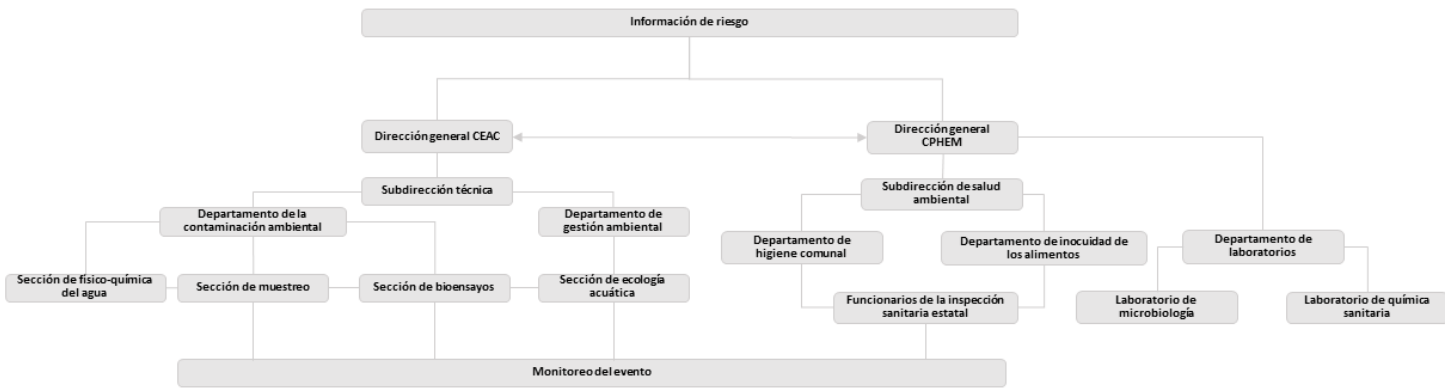 Información de riesgo
Dirección general CEAC
Dirección general
CPHEM
Subdirección técnica
Subdirección de salud
ambiental
Departamento de la
contaminación ambiental
Departamento de
gestión ambiental
Departamento de
higiene comunal
Departamento de inocuidad de
los alimentos
Departamento de
laboratorios
Sección de físico-química
del agua
Sección de muestreo
Sección de bioensayos
Sección de ecología
acuática
Funcionarios de la inspección
sanitaria estatal
Laboratorio de
microbiología
Laboratorio de química
sanitaria
Monitoreo del evento